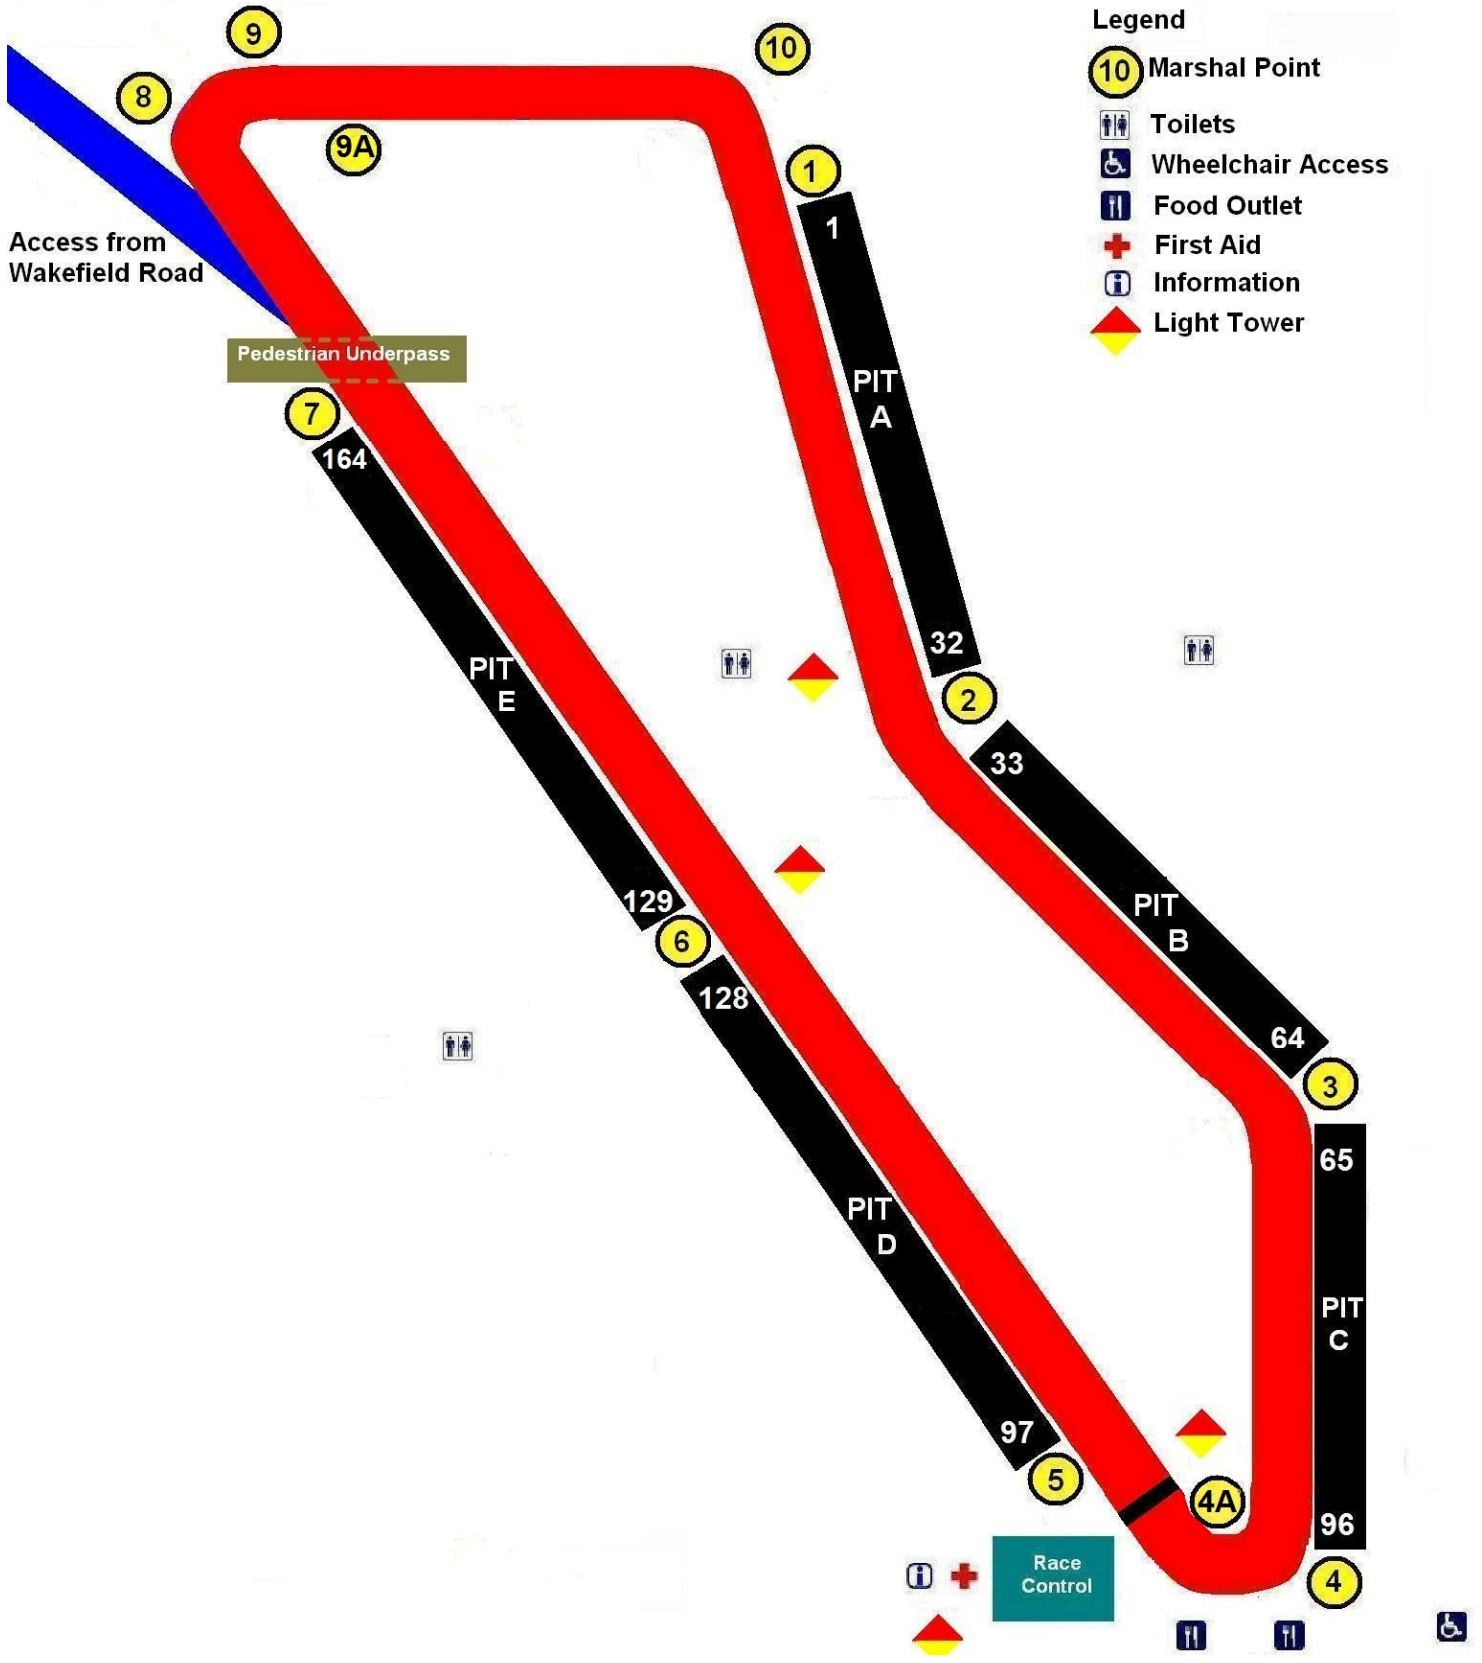 Legend
10 Marshal Point
Toilets
Wheelchair Access
Food Outlet
First Aid
i Information
Light Tower
9
10
8
9A
1
1
Access from
Wakefield Road
Pedestrian Underpass
7
164
PIT
A
32
2
33
PIT
E
129
6
128
PIT
B
64
3
65
PIT
D
PIT
C
97
5
4A
96
4
i
Race
Control